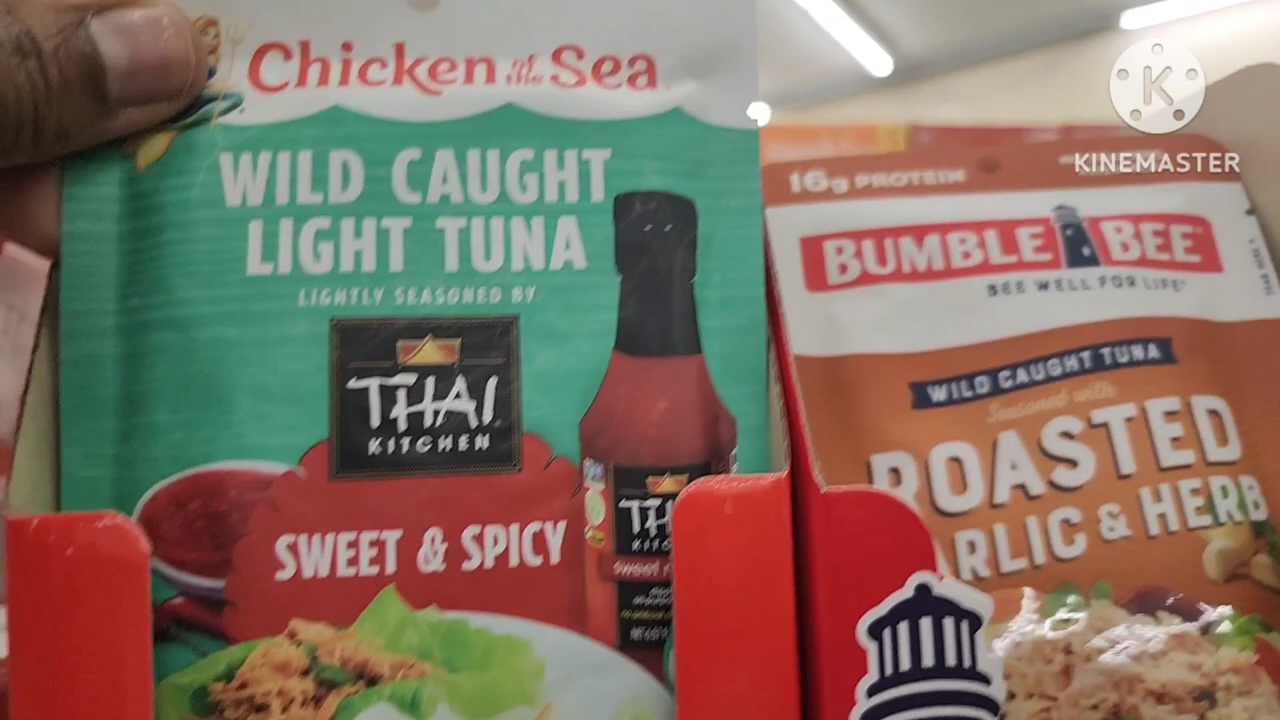 Chicken of the Sea
WILD CAUGHT
LIGHT TUNA
LIGHTLY SEASONED BY
THAI
KITCHEN
SWEET & SPICY
KINEMASTER
16g PROTEIN
BUMBLE BEE
BEE WELL FOR LIFE
WILD CAUGHT TUNA
Seasoned with
ROASTED
ARLIC & HERB